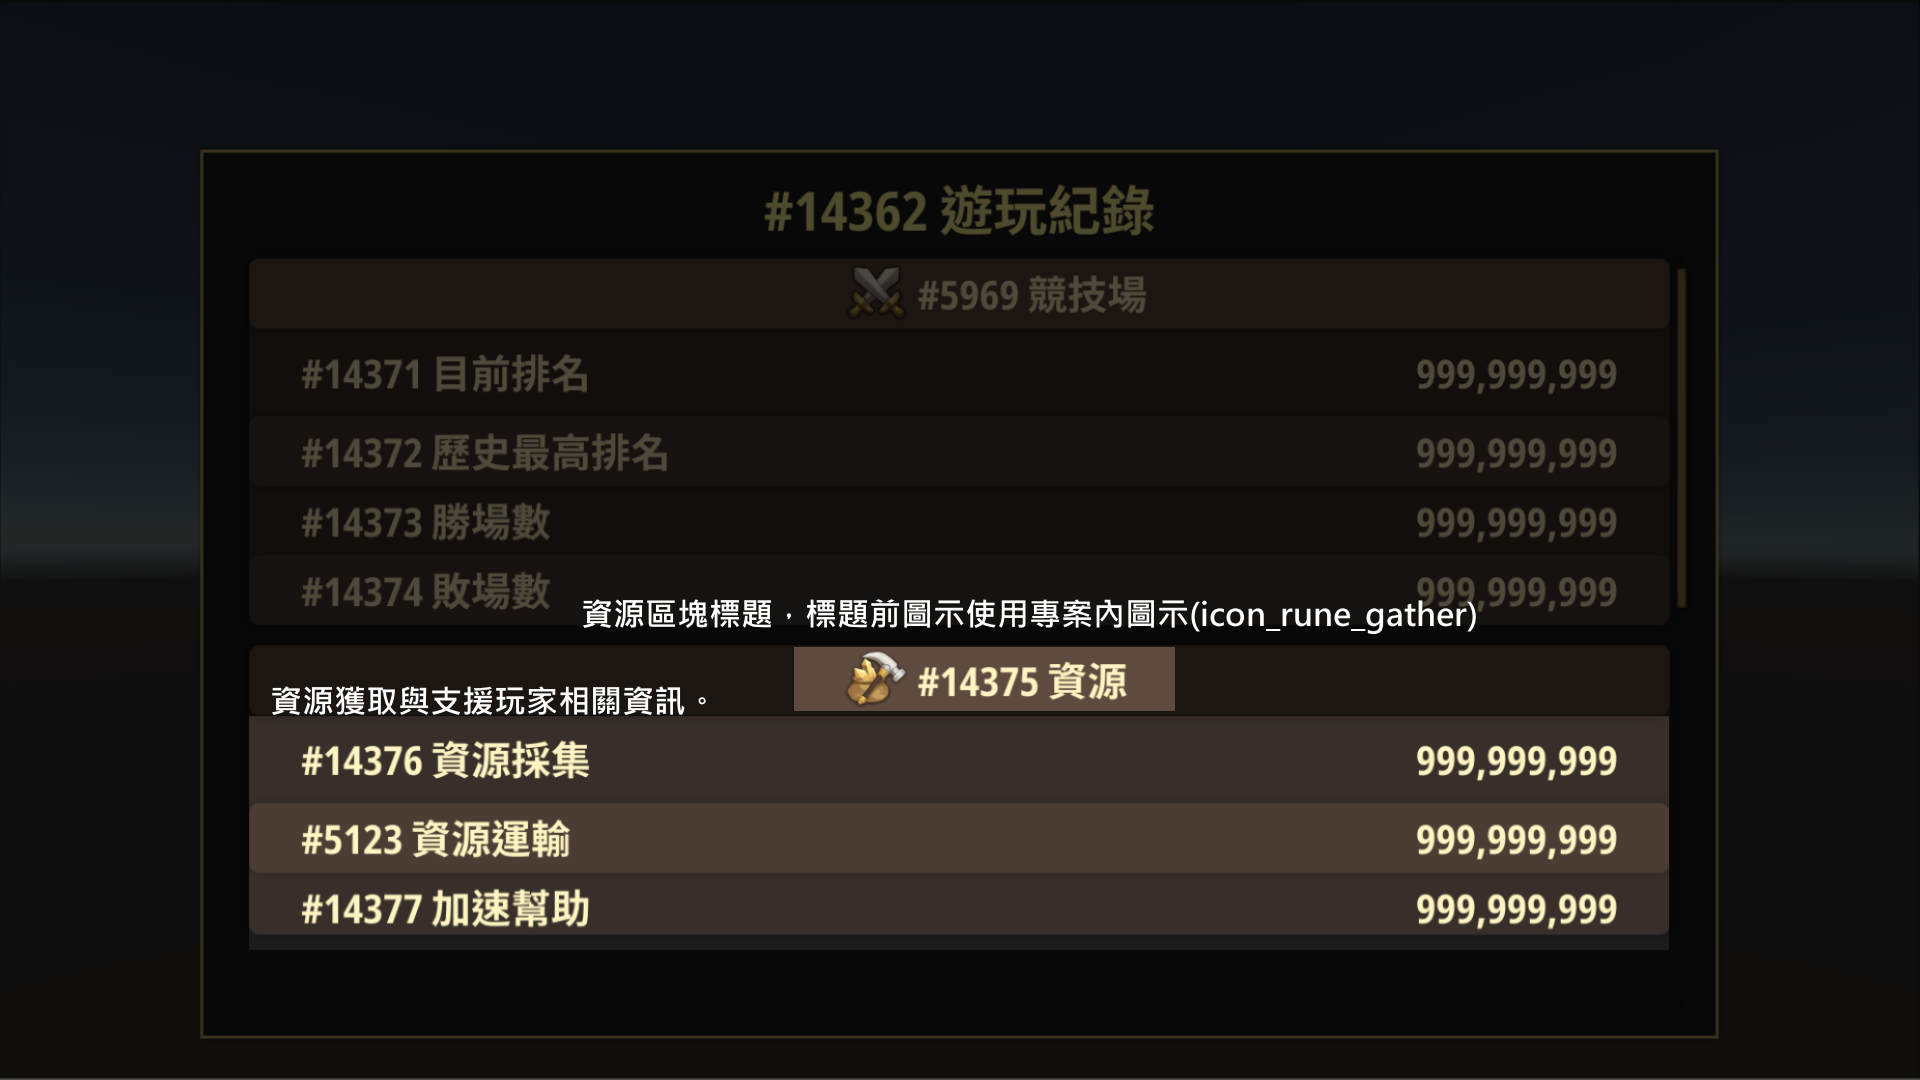 #14362 遊玩紀錄
#5969 競技場
#14371 目前排名 999,999,999
#14372 歷史最高排名 999,999,999
#14373 勝場數 999,999,999
#14374 敗場數 999,999,999
資源區塊標題，標題前圖示使用專案內圖示(icon_rune_gather)
#14375 資源
資源獲取與支援玩家相關資訊。
#14376 資源採集 999,999,999
#5123 資源運輸 999,999,999
#14377 加速幫助 999,999,999